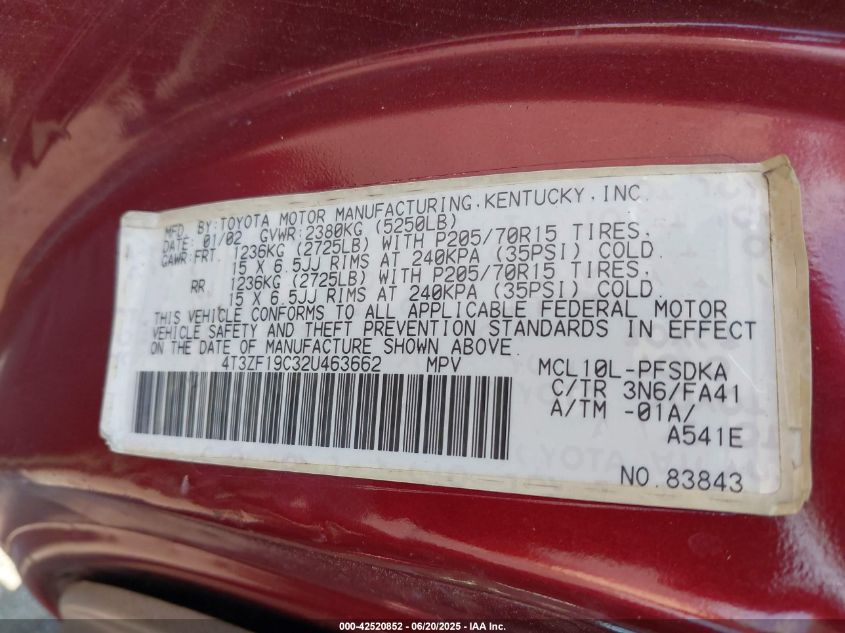 MFD. BY:TOYOTA MOTOR MANUFACTURING,KENTUCKY,INC.
DATE: 01/02 GVWR:2380KG (5250LB)
GAWR:FRT. 1236KG (2725LB) WITH P205/70R15 TIRES,
15 X 6.5JJ RIMS AT 240KPA (35PSI) COLD.
RR. 1236KG (2725LB) WITH P205/70R15 TIRES,
15 X 6.5JJ RIMS AT 240KPA (35PSI) COLD.
THIS VEHICLE CONFORMS TO ALL APPLICABLE FEDERAL MOTOR
VEHICLE SAFETY AND THEFT PREVENTION STANDARDS IN EFFECT
ON THE DATE OF MANUFACTURE SHOWN ABOVE.
4T3ZF19C32U463662 MPV
MCL10L-PFSDKA
C/TR 3N6/FA41
A/TM -01A/
A541E
NO.83843
000-42520852 - 06/20/2025 - IAA Inc.